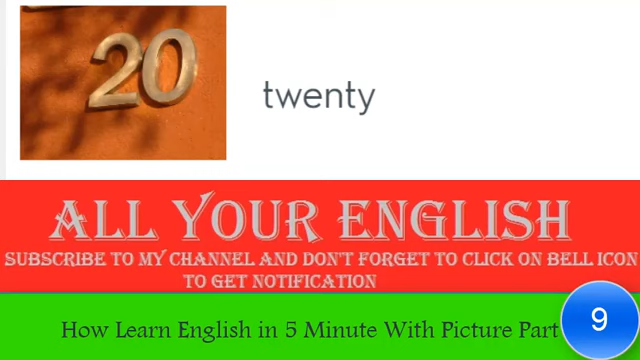 20
twenty
ALL YOUR ENGLISH
SUBSCRIBE TO MY CHANNEL AND DON'T FORGET TO CLICK ON BELL ICON
TO GET NOTIFICATION
How Learn English in 5 Minute With Picture Part
9